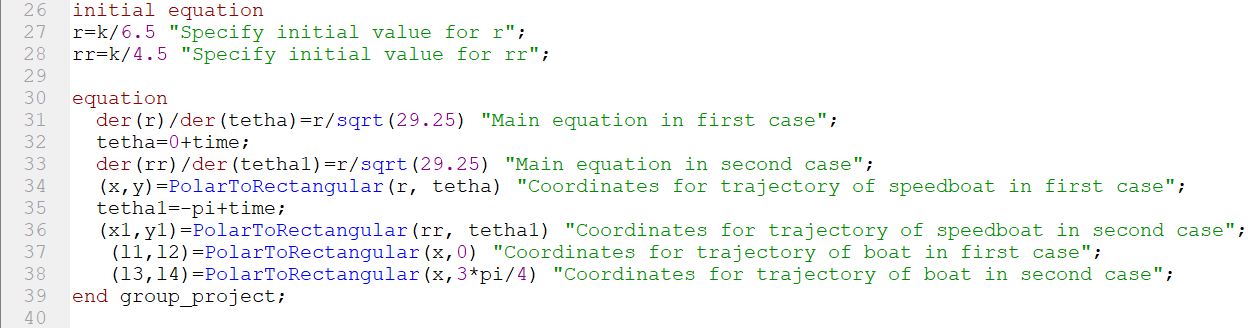 26 initial equation
27 r=k/6.5 "Specify initial value for r";
28 rr=k/4.5 "Specify initial value for rr";
29
30 equation
31 der(r)/der(tetha)=r/sqrt(29.25) "Main equation in first case";
32 tetha=0+time;
33 der(rr)/der(tetha1)=r/sqrt(29.25) "Main equation in second case";
34 (x,y)=PolarToRectangular(r, tetha) "Coordinates for trajectory of speedboat in first case";
35 tetha1=-pi+time;
36 (x1,y1)=PolarToRectangular(rr, tetha1) "Coordinates for trajectory of speedboat in second case";
37 (l1,l2)=PolarToRectangular(x,0) "Coordinates for trajectory of boat in first case";
38 (l3,l4)=PolarToRectangular(x,3*pi/4) "Coordinates for trajectory of boat in second case";
39 end group_project;
40